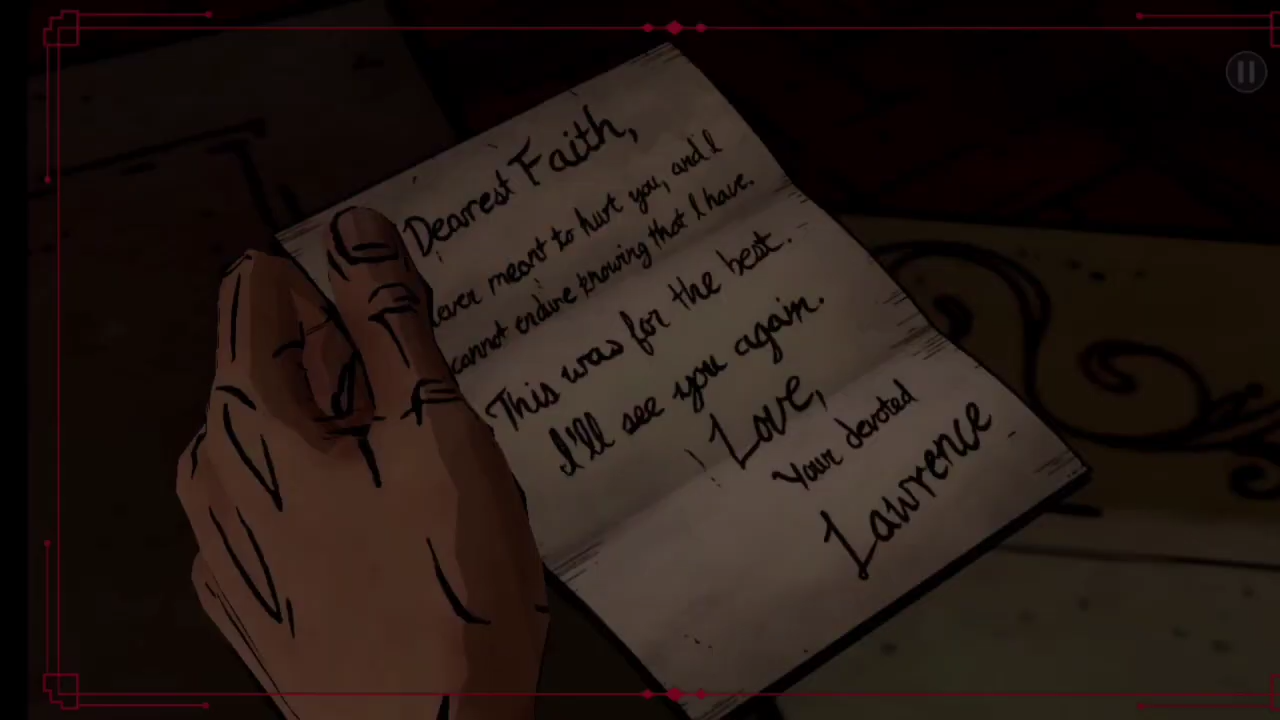 Dearest Faith,
never meant to hurt you, and I
cannot endure knowing that I have.
This was for the best.
I'll see you again.
Love,
Your devoted
Lawrence